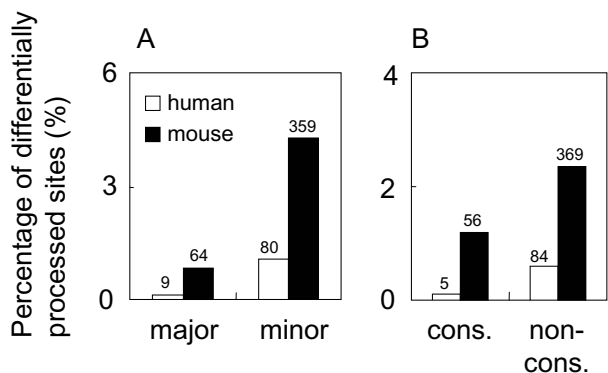 Percentage of differentially
processed sites (%)
A
6
3
0
human
mouse
9
64
80
359
major minor
B
4
2
0
5
56
84
369
cons. non-
cons.